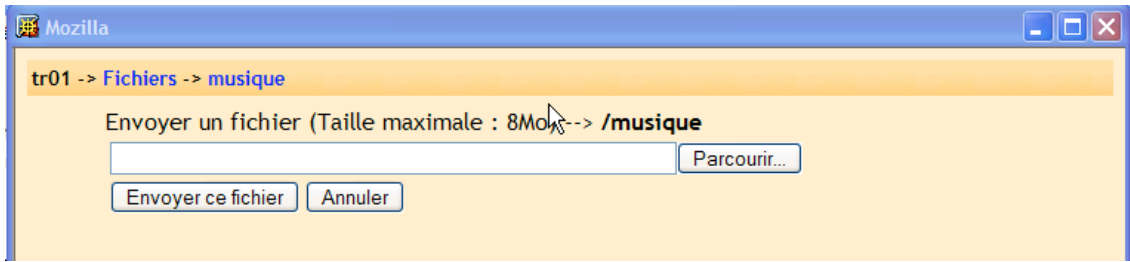 Mozilla
tr01 -> Fichiers -> musique
Envoyer un fichier (Taille maximale : 8Mo) --> /musique
Parcourir...
Envoyer ce fichier Annuler